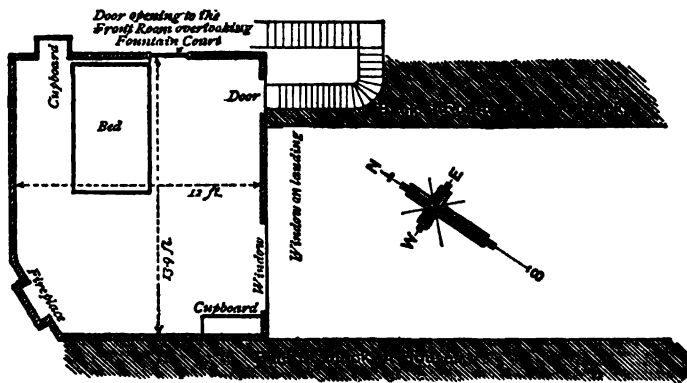 Door opening to the
Front Room overlooking
Fountain Court
Cupboard
Door
Bed
Window on landing
N
E
12 ft.
W
13·9 ft.
Window
S
Fireplace
Cupboard